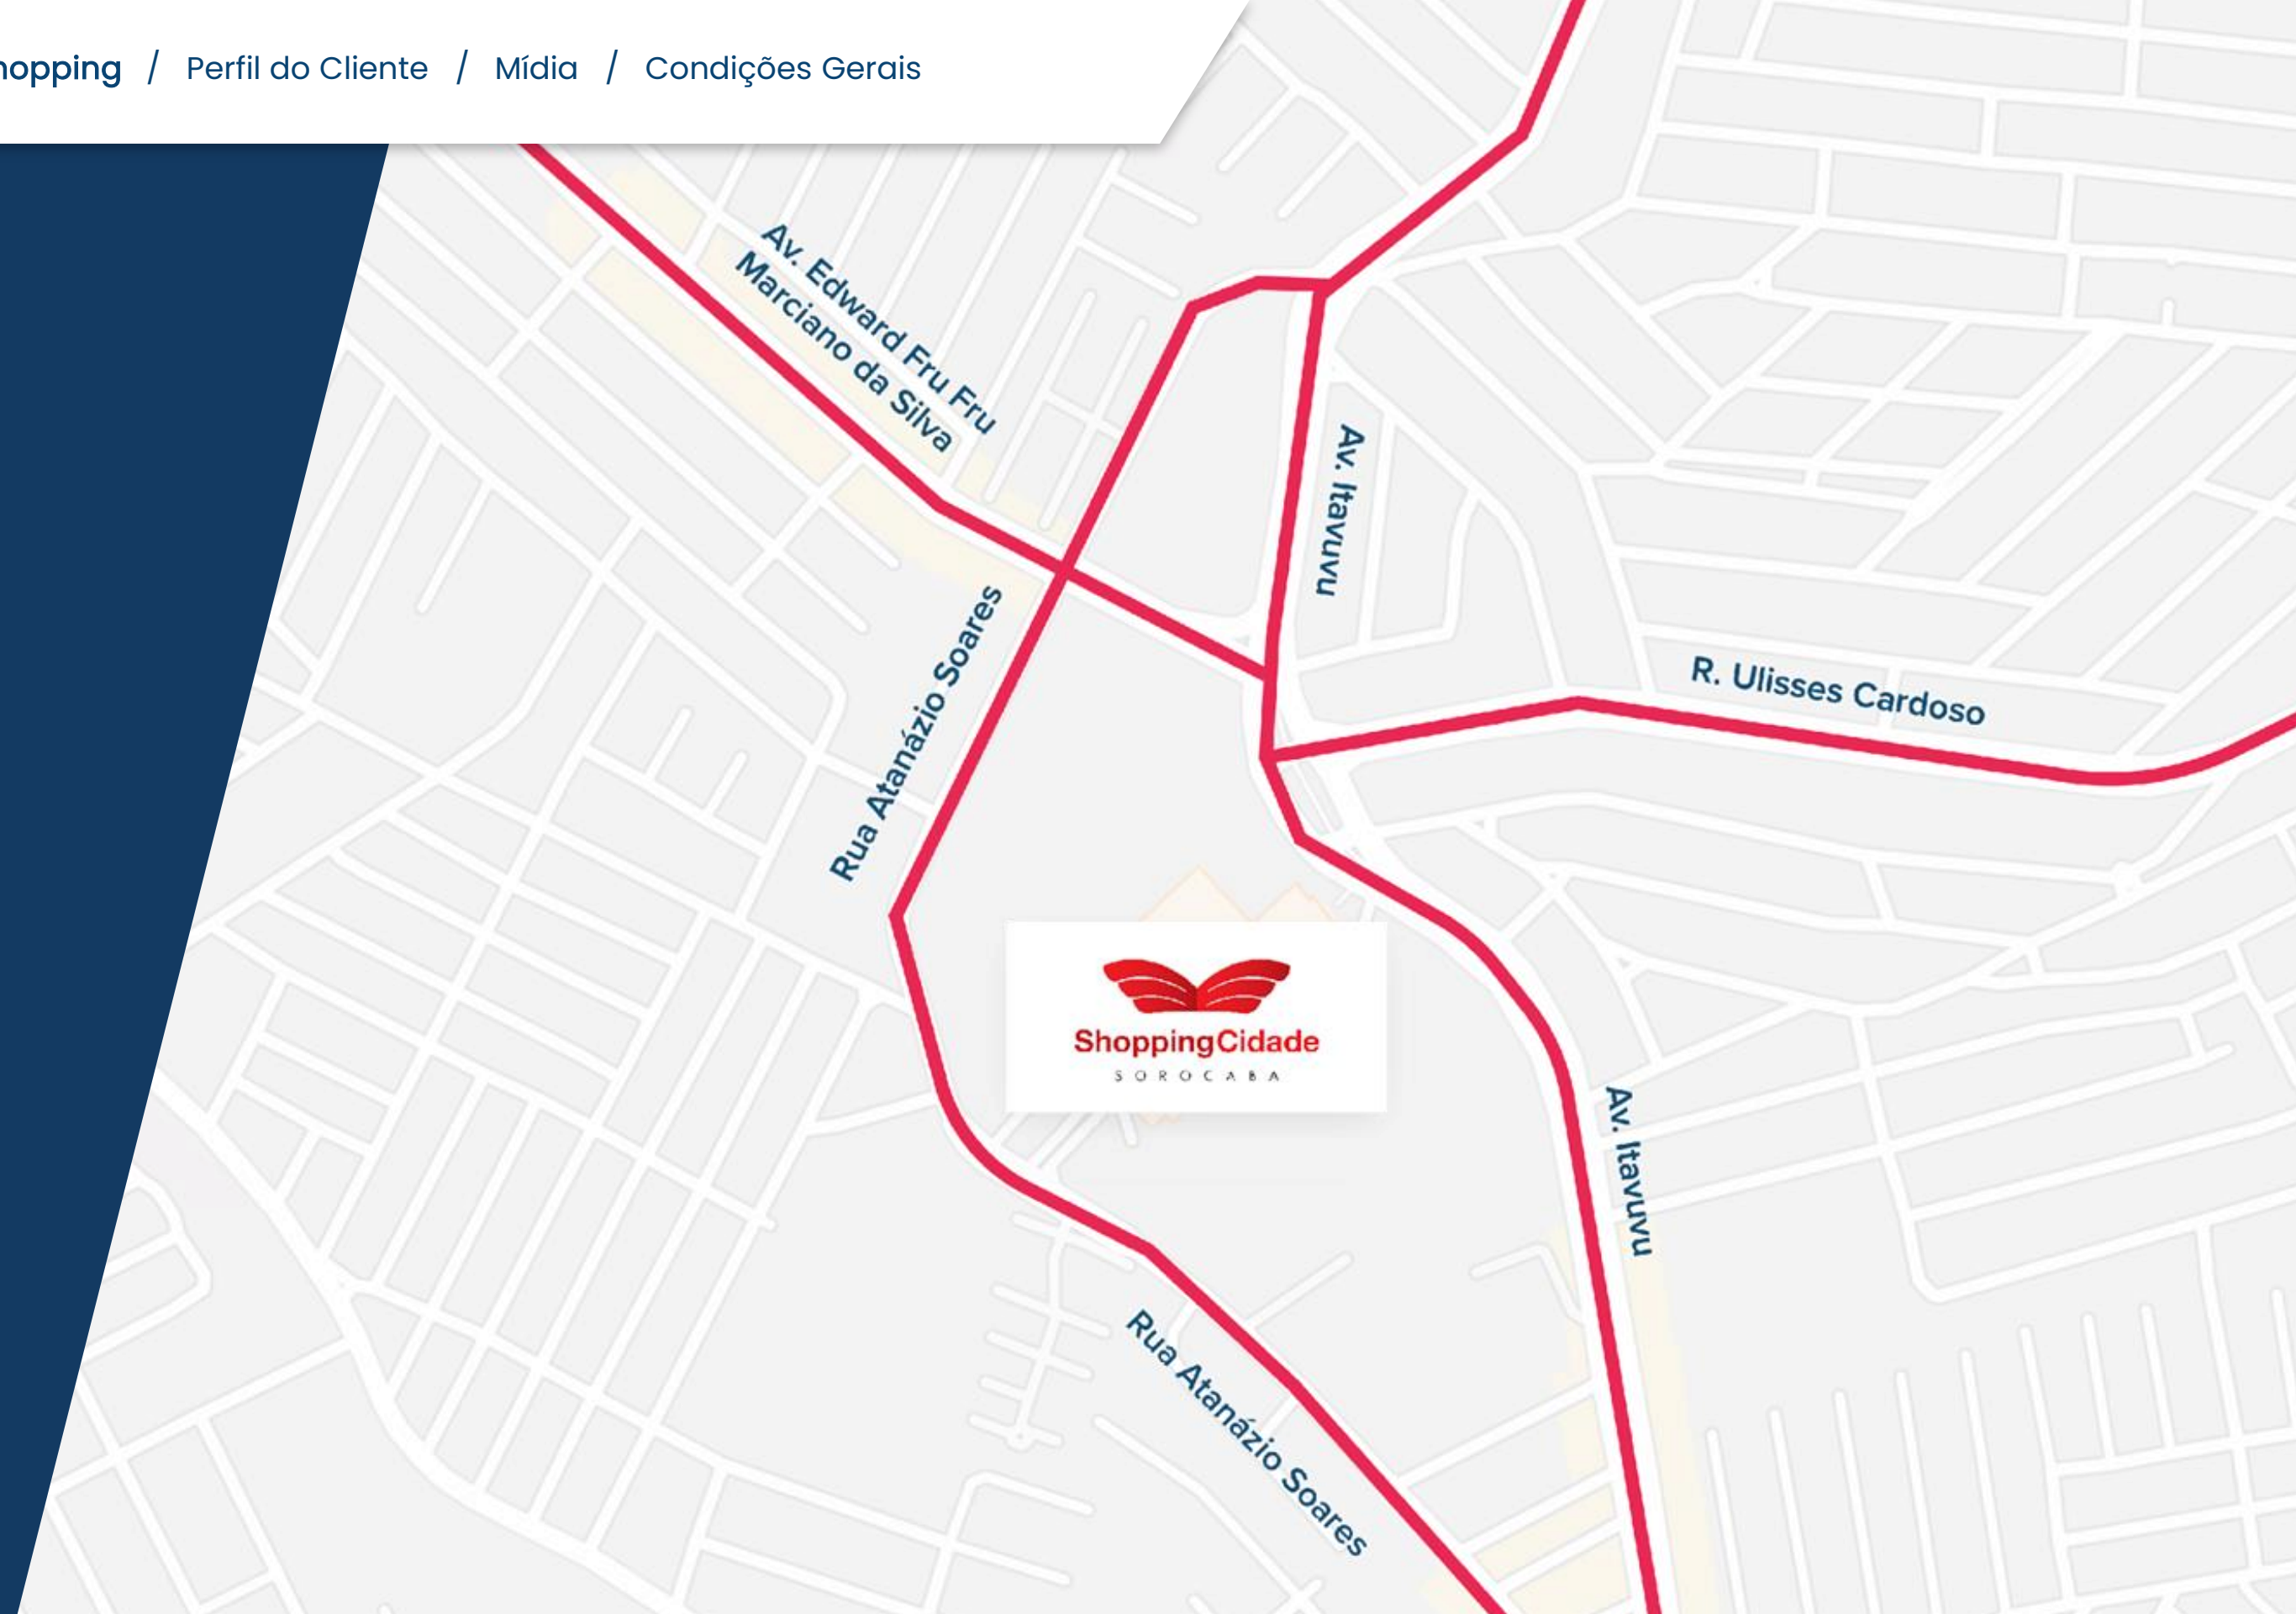 hopping / Perfil do Cliente / Mídia / Condições Gerais
Av. Edward Fru Fru
Marciano da Silva
Av. Itavuvu
Rua Atanázio Soares
R. Ulisses Cardoso
ShoppingCidade
SOROCABA
Av. Itavuvu
Rua Atanázio Soares